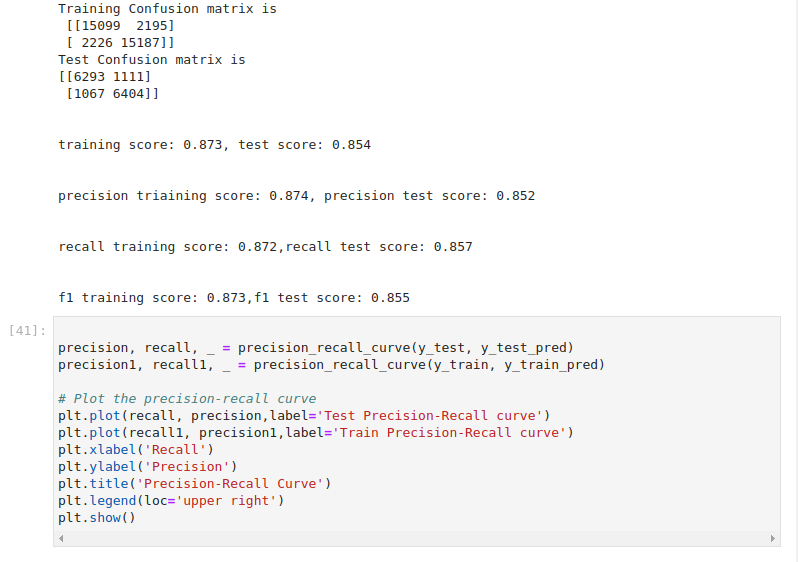 Training Confusion matrix is
[[15099  2195]
[ 2226 15187]]
Test Confusion matrix is
[[6293 1111]
[1067 6404]]
training score: 0.873, test score: 0.854
precision triaining score: 0.874, precision test score: 0.852
recall training score: 0.872,recall test score: 0.857
f1 training score: 0.873,f1 test score: 0.855
[41]:
precision, recall, _ = precision_recall_curve(y_test, y_test_pred)
precision1, recall1, _ = precision_recall_curve(y_train, y_train_pred)
# Plot the precision-recall curve
plt.plot(recall, precision,label='Test Precision-Recall curve')
plt.plot(recall1, precision1,label='Train Precision-Recall curve')
plt.xlabel('Recall')
plt.ylabel('Precision')
plt.title('Precision-Recall Curve')
plt.legend(loc='upper right')
plt.show()